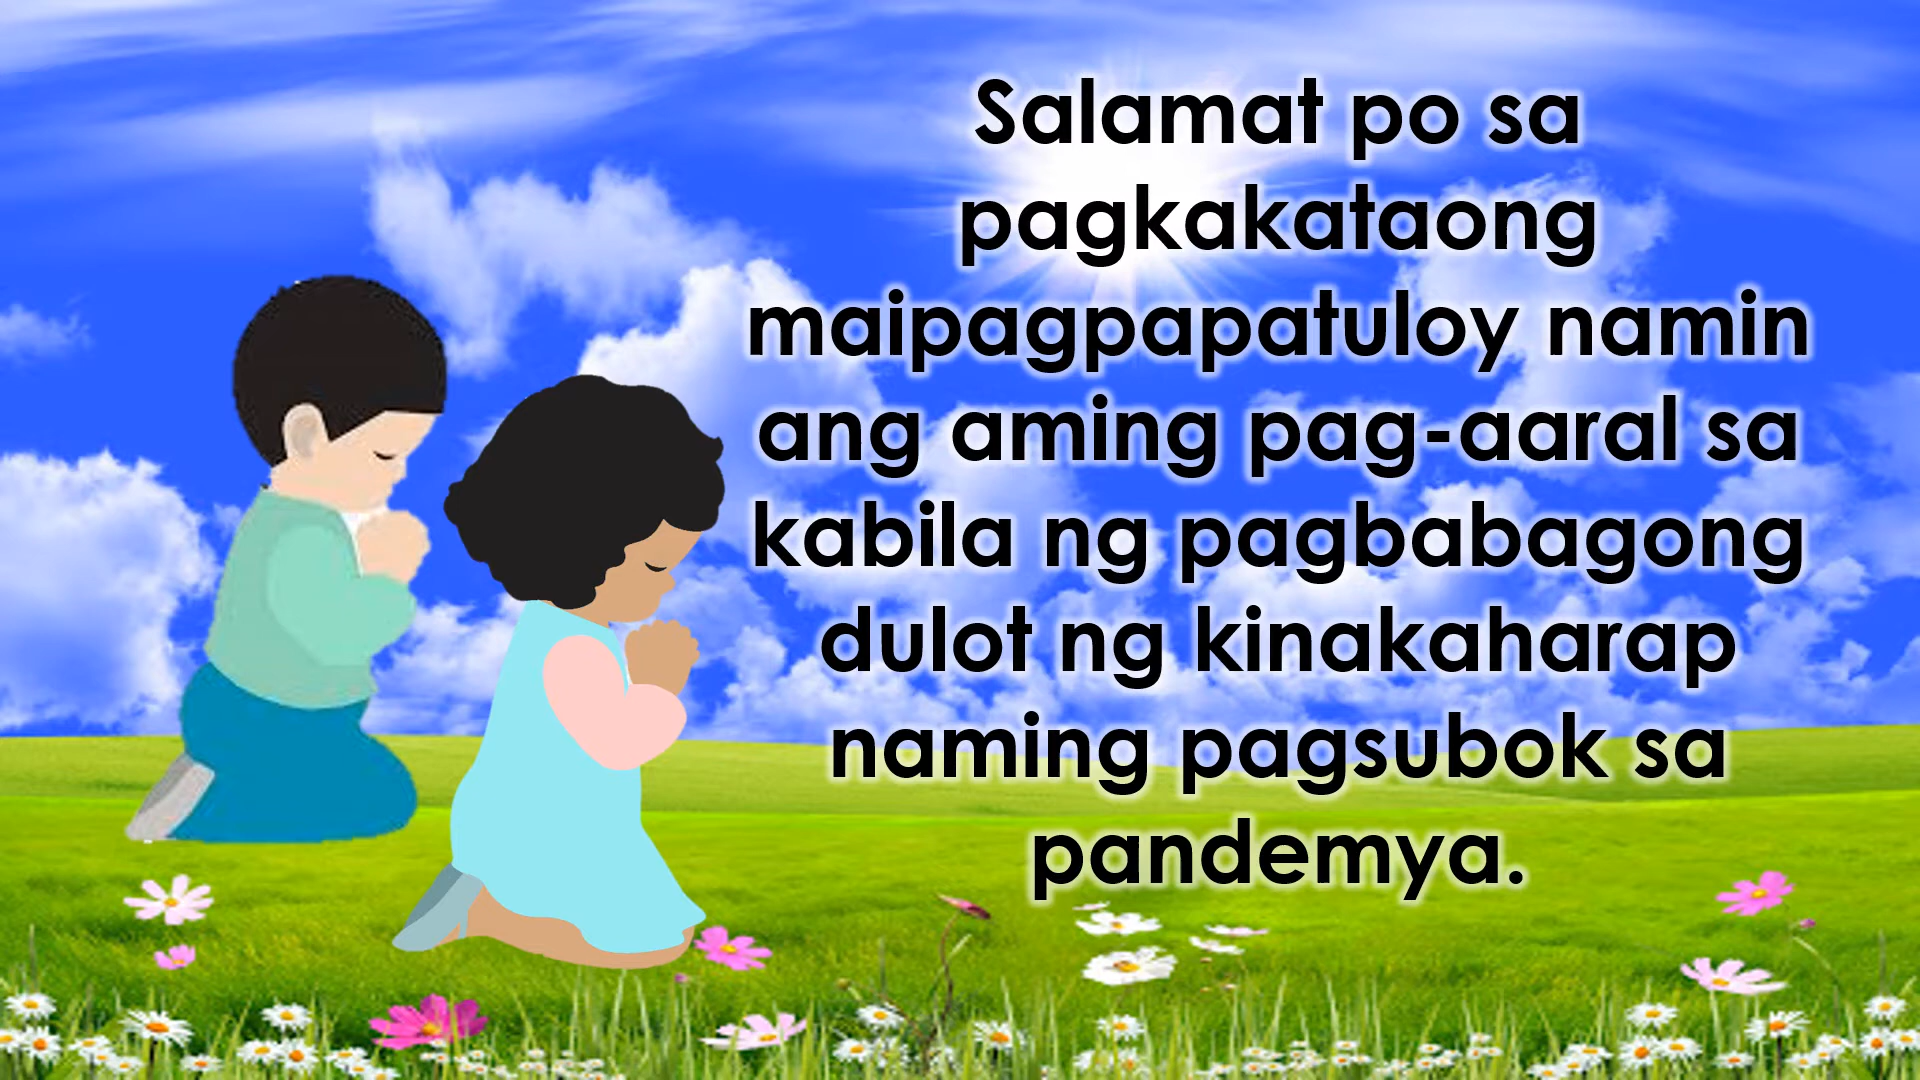 Salamat po sa
pagkakataong
maipagpapatuloy namin
ang aming pag-aaral sa
kabila ng pagbabagong
dulot ng kinakaharap
naming pagsubok sa
pandemya.